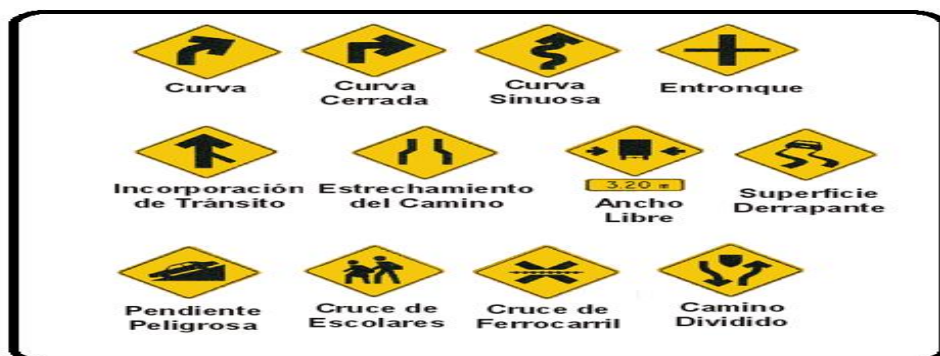 Curva
Curva
Cerrada
Curva
Sinuosa
Entronque
Incorporación
de Tránsito
Estrechamiento
del Camino
3.20 m
Ancho
Libre
Superficie
Derrapante
Pendiente
Peligrosa
Cruce de
Escolares
Cruce de
Ferrocarril
Camino
Dividido